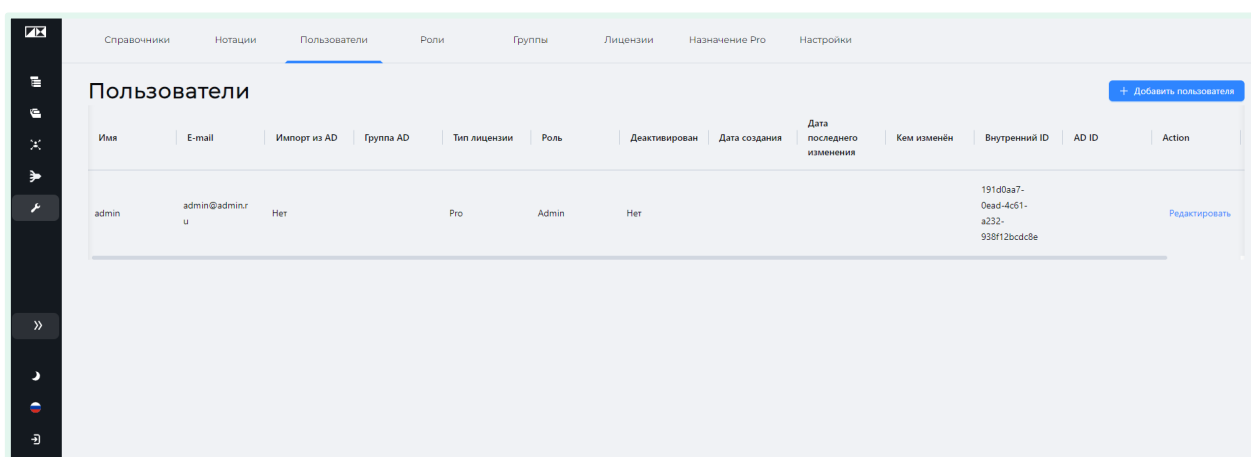 Справочники Нотации Пользователи Роли Группы Лицензии Назначение Pro Настройки
Пользователи
+ Добавить пользователя
Имя E-mail Импорт из AD Группа AD Тип лицензии Роль Деактивирован Дата создания Дата последнего изменения Кем изменён Внутренний ID AD ID Action
admin admin@admin.r
u
Нет Pro Admin Нет
191d0aa7-
0ead-4c61-
a232-
938f12bcdc8e
Редактировать